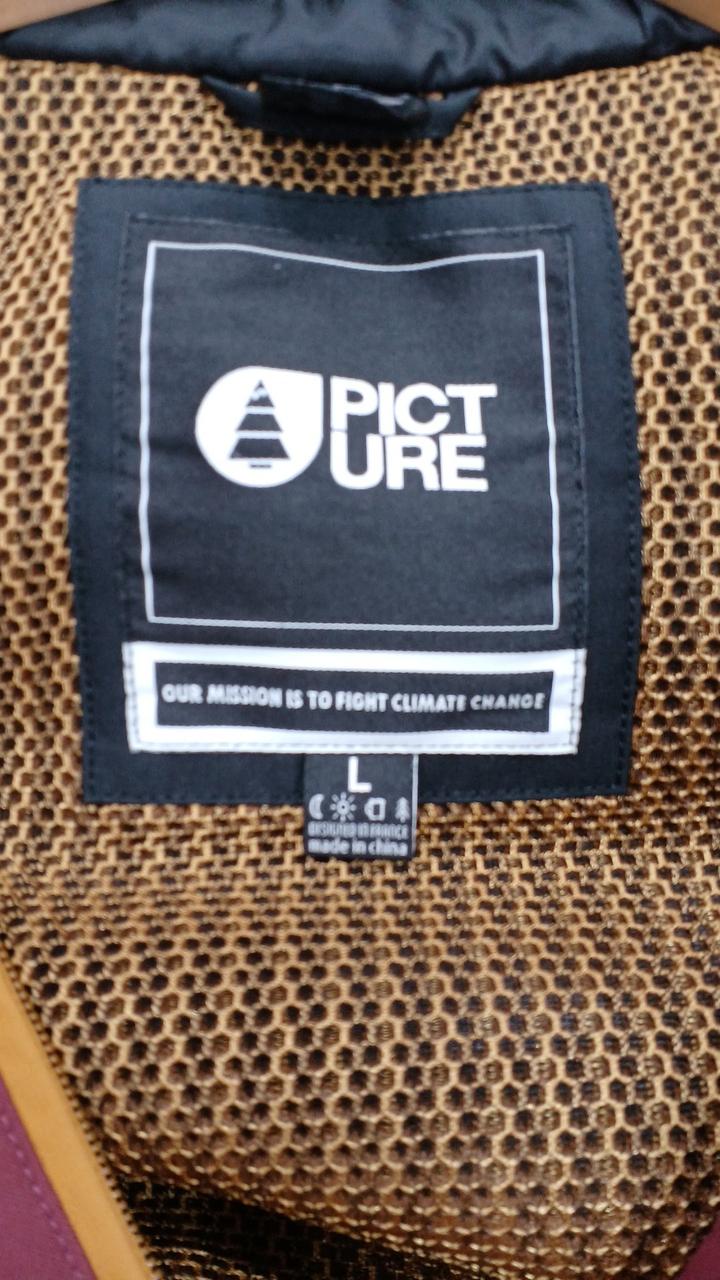 PICT
URE
OUR MISSION IS TO FIGHT CLIMATE CHANGE
L
DESIGNED IN FRANCE
made in china